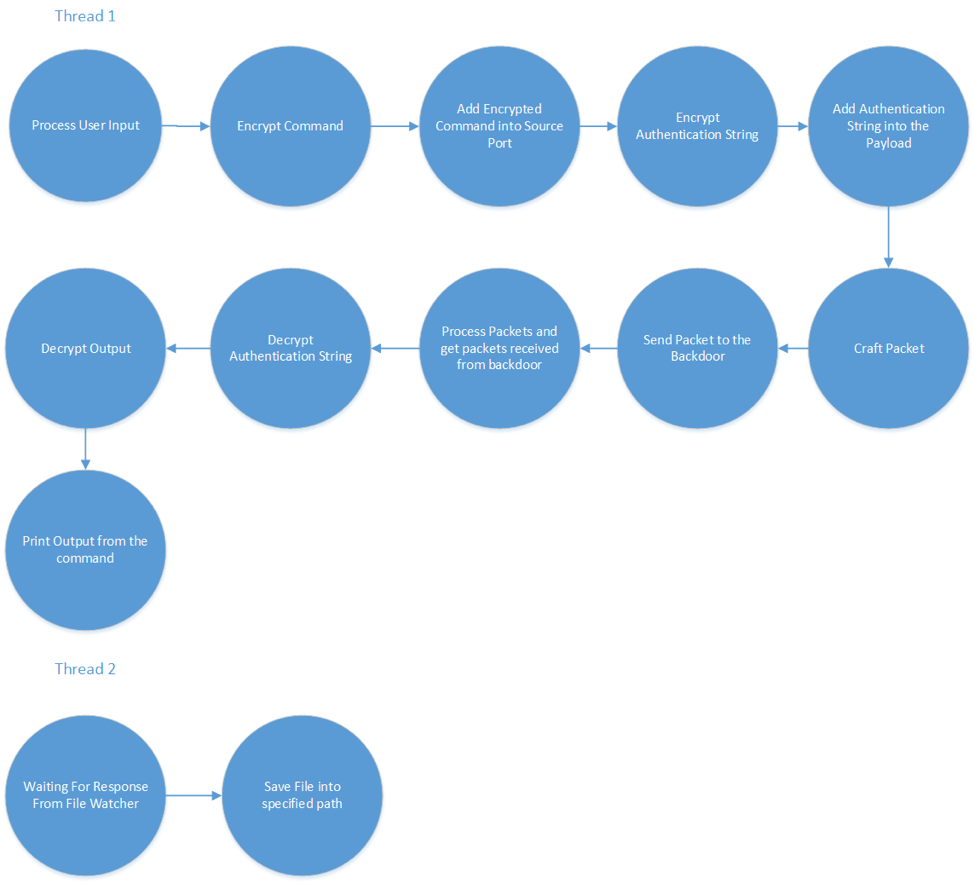 Thread 1
Process User Input
Encrypt Command
Add Encrypted
Command into Source
Port
Encrypt
Authentication String
Add Authentication
String into the
Payload
Decrypt Output
Decrypt
Authentication String
Process Packets and
get packets received
from backdoor
Send Packet to the
Backdoor
Craft Packet
Print Output from the
command
Thread 2
Waiting For Response
From File Watcher
Save File into
specified path